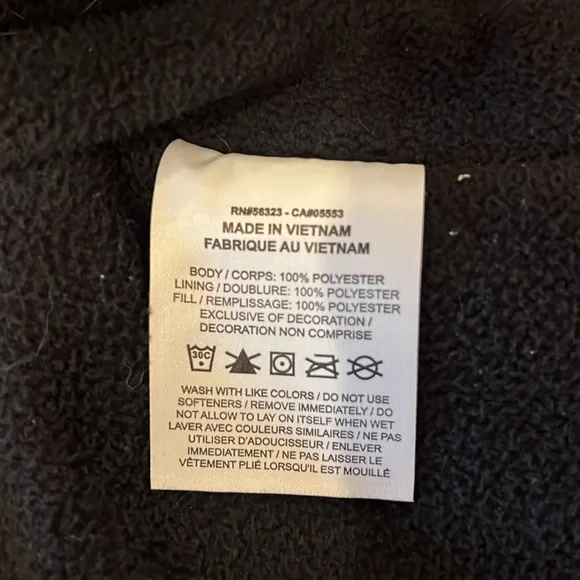 RN#56323 - CA#05553
MADE IN VIETNAM
FABRIQUE AU VIETNAM
BODY / CORPS: 100% POLYESTER
LINING / DOUBLURE: 100% POLYESTER
FILL / REMPLISSAGE: 100% POLYESTER
EXCLUSIVE OF DECORATION /
DECORATION NON COMPRISE
30C
WASH WITH LIKE COLORS / DO NOT USE
SOFTENERS / REMOVE IMMEDIATELY / DO
NOT ALLOW TO LAY ON ITSELF WHEN WET
LAVER AVEC COULEURS SIMILAIRES / NE PAS
UTILISER D'ADOUCISSEUR / ENLEVER
IMMEDIATEMENT / NE PAS LAISSER LE
VÊTEMENT PLIÉ LORSQU'IL EST MOUILLÉ